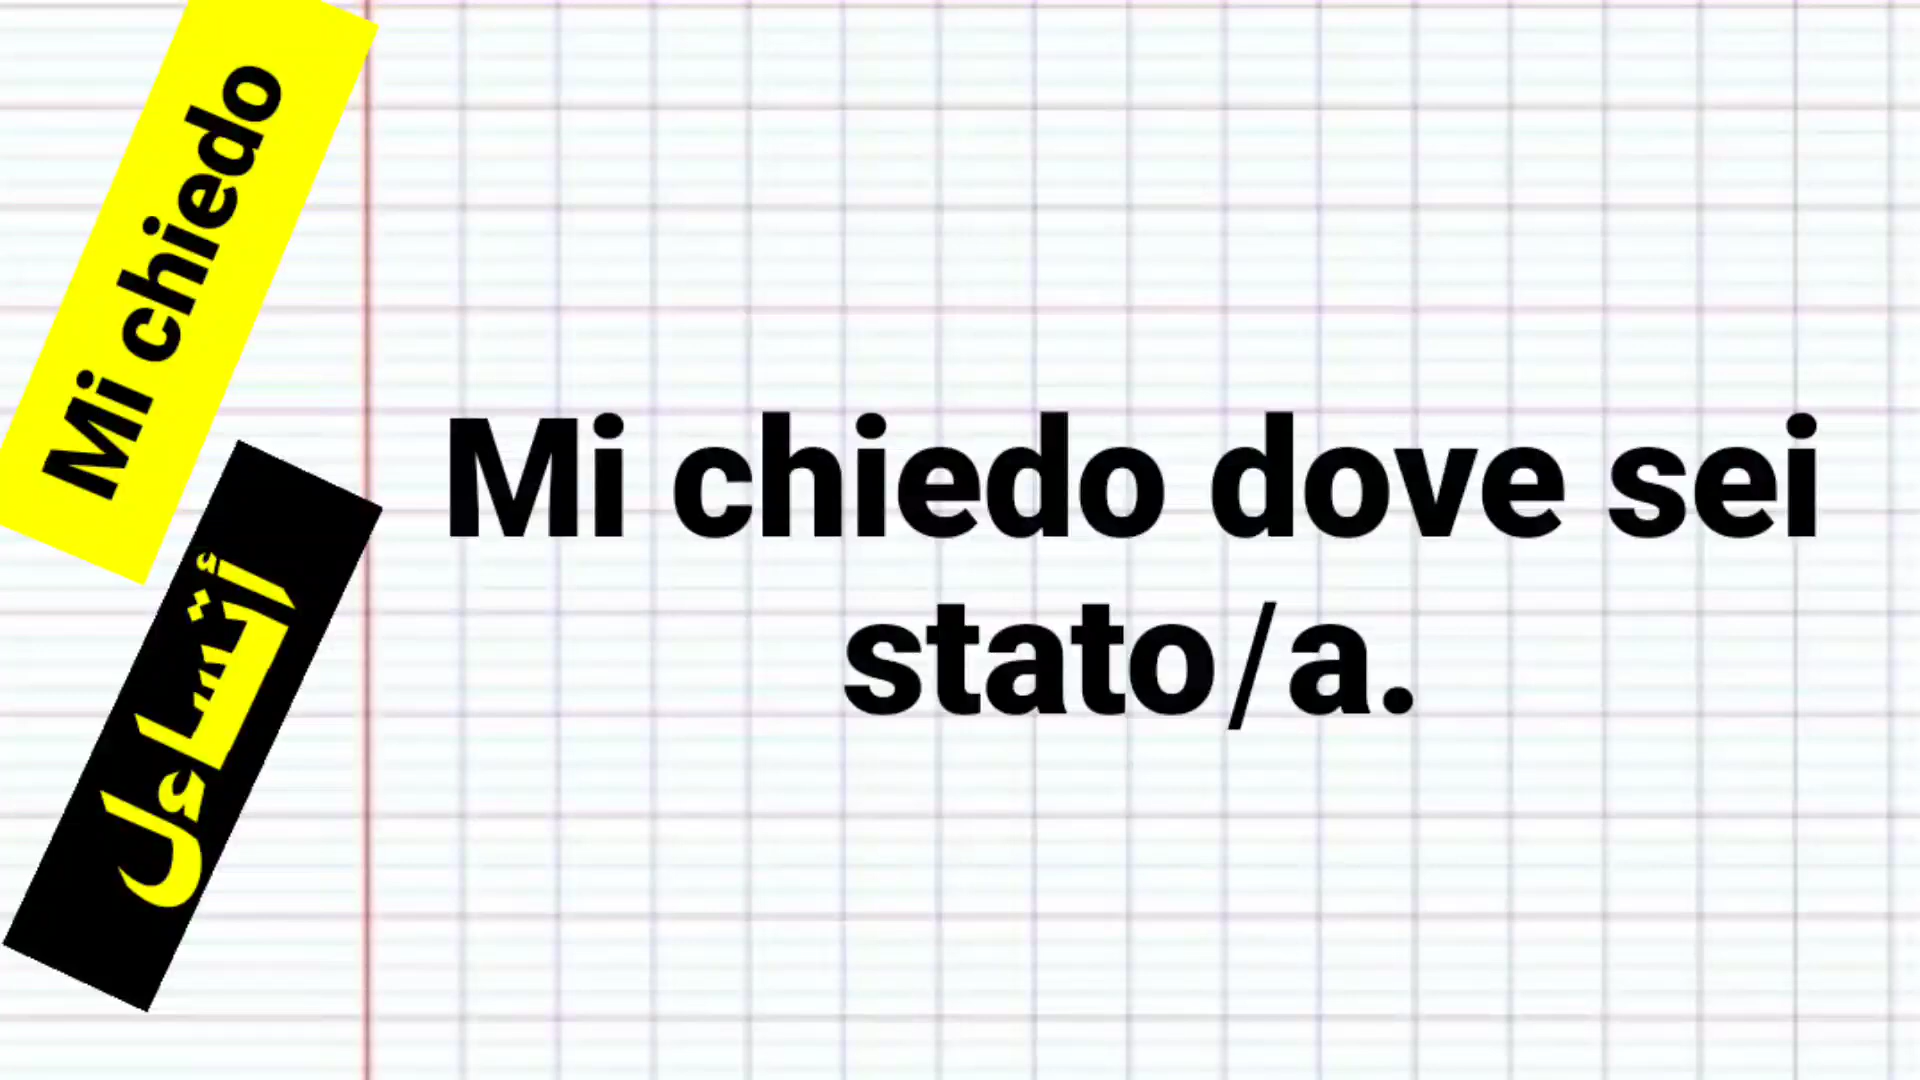 Mi chiedo
أتساءل
Mi chiedo dove sei
stato/a.